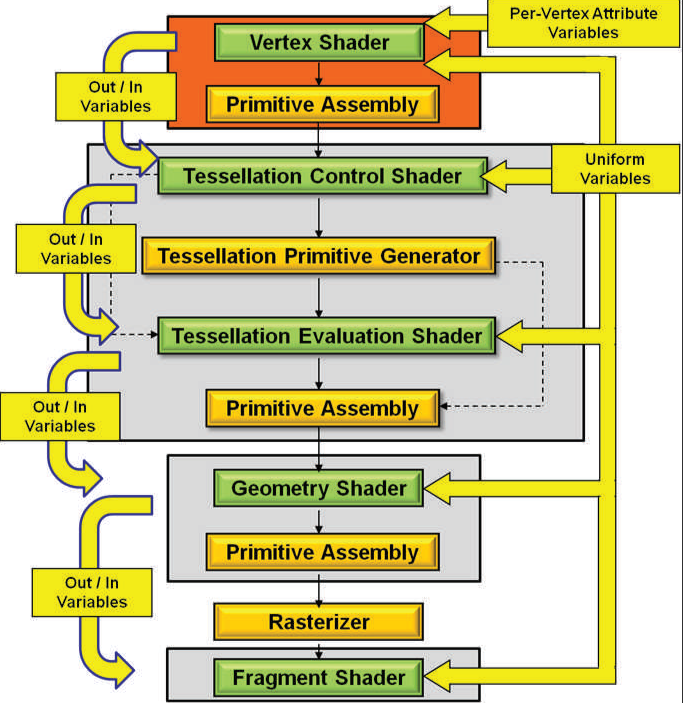 Per-Vertex Attribute
Variables
Vertex Shader
Out / In
Variables
Primitive Assembly
Uniform
Variables
Tessellation Control Shader
Out / In
Variables
Tessellation Primitive Generator
Tessellation Evaluation Shader
Out / In
Variables
Primitive Assembly
Geometry Shader
Primitive Assembly
Out / In
Variables
Rasterizer
Fragment Shader